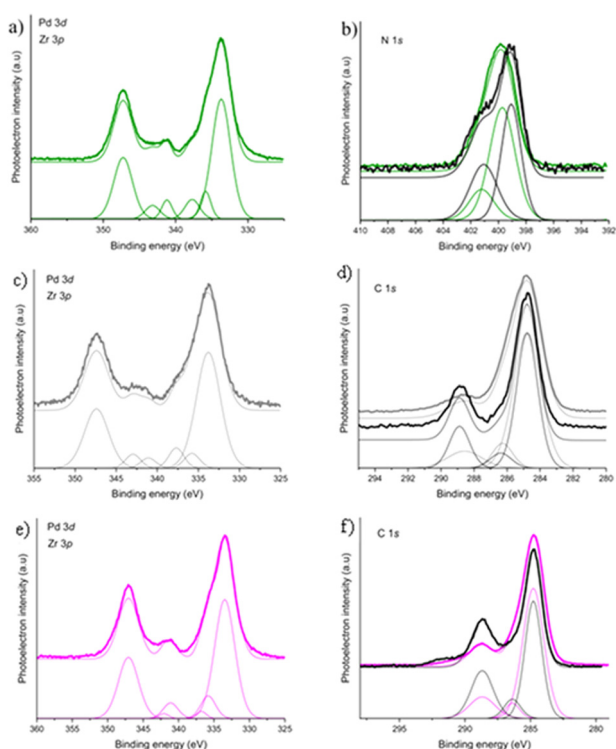 a)
Pd 3d
Zr 3p
Photoelectron intensity (a.u)
360 355 350 345 340 335 330 325
Binding energy (eV)
b)
N 1s
Photoelectron intensity (a.u)
410 408 406 404 402 400 398 396 394 392
Binding energy (eV)
c)
Pd 3d
Zr 3p
Photoelectron intensity (a.u)
355 350 345 340 335 330 325
Binding energy (eV)
d)
C 1s
Photoelectron intensity (a.u)
294 292 290 288 286 284 282 280
Binding energy (eV)
e)
Pd 3d
Zr 3p
Photoelectron intensity (a.u)
360 355 350 345 340 335 330 325
Binding energy (eV)
f)
C 1s
Photoelectron intensity (a.u)
295 290 285 280
Binding energy (eV)